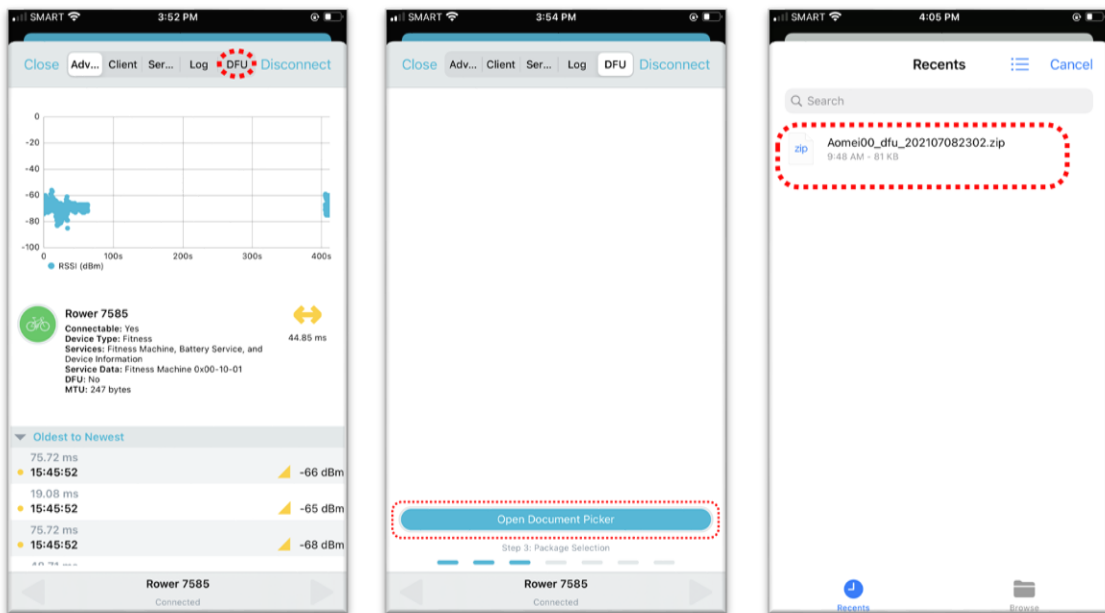 SMART 3:52 PM
Close Adv... Client Ser... Log DFU Disconnect
0
-20
-40
-60
-80
-100
0 100s 200s 300s 400s
RSSI (dBm)
Rower 7585
Connectable: Yes
Device Type: Fitness
Services: Fitness Machine, Battery Service, and
Device Information
Service Data: Fitness Machine 0x00-10-01
DFU: No
MTU: 247 bytes
44.85 ms
Oldest to Newest
75.72 ms
15:45:52 -66 dBm
19.08 ms
15:45:52 -65 dBm
75.72 ms
15:45:52 -68 dBm
Rower 7585
Connected
SMART 3:54 PM
Close Adv... Client Ser... Log DFU Disconnect
Open Document Picker
Step 3: Package Selection
Rower 7585
Connected
SMART 4:05 PM
Recents Cancel
Search
zip
Aomei00_dfu_202107082302.zip
9:48 AM - 81 KB
Recents Browse